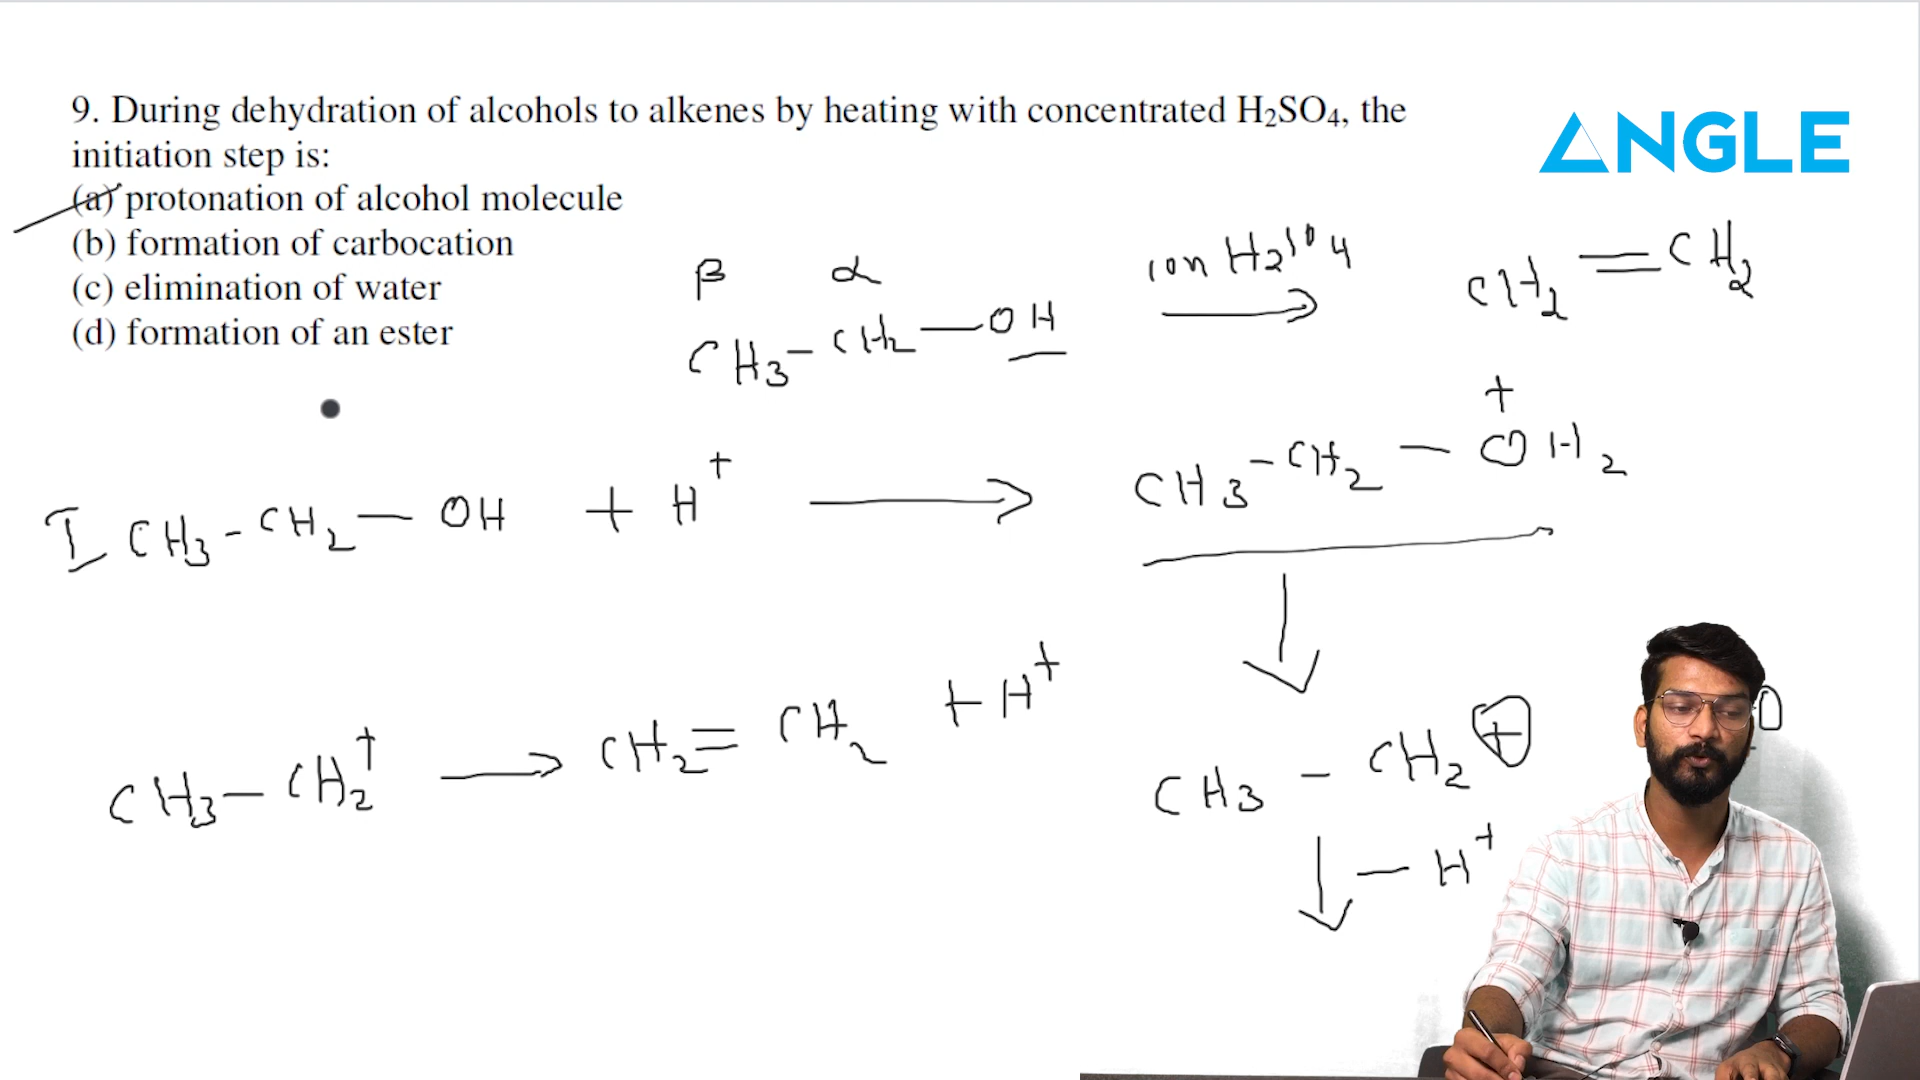 9. During dehydration of alcohols to alkenes by heating with concentrated H₂SO₄, the
initiation step is:
(a) protonation of alcohol molecule
(b) formation of carbocation
(c) elimination of water
(d) formation of an ester
ANGLE
β α
CH₃-CH₂-OH con H₂SO₄ → CH₂=CH₂
I CH₃-CH₂-OH + H⁺ → CH₃-CH₂-O⁺H₂
↓
CH₃-CH₂⁺ → CH₂=CH₂ + H⁺
CH₃-CH₂⊕
↓ -H⁺